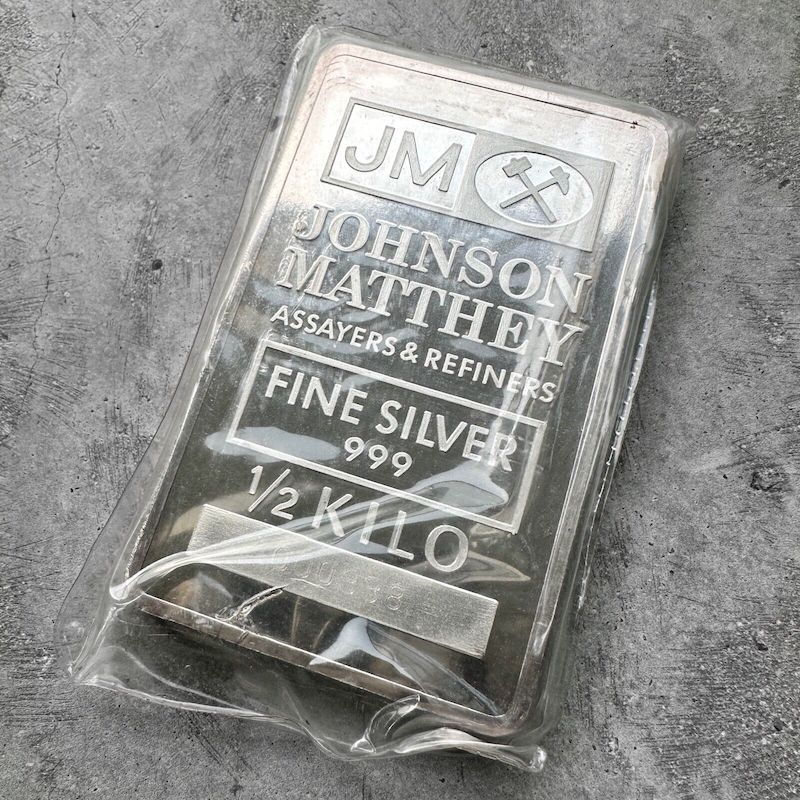 JM
JOHNSON
MATTHEY
ASSAYERS & REFINERS
FINE SILVER
999
1/2 KILO